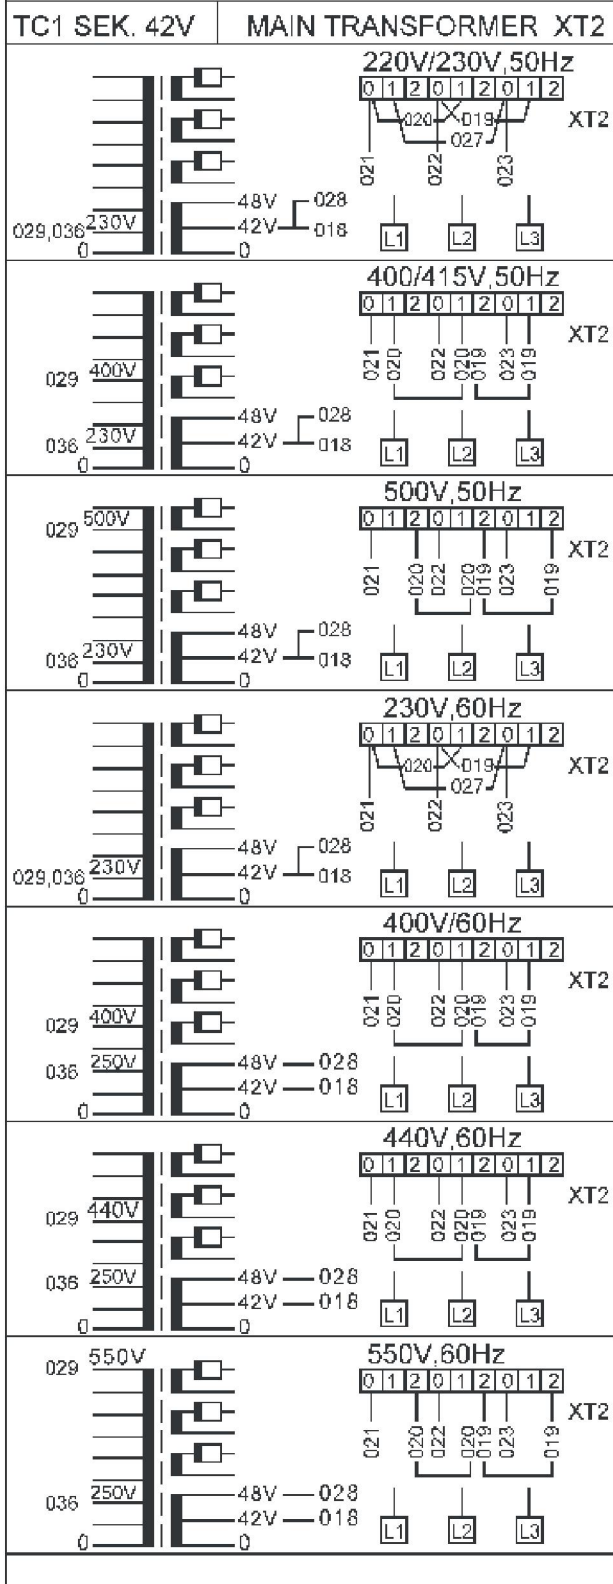 TC1 SEK. 42V MAIN TRANSFORMER XT2
220V/230V,50Hz
0 1 2 0 1 2 0 1 2
XT2
020 019
027
021 022 023
48V 028
029,036 230V 42V 018
0 0
L1 L2 L3
400/415V,50Hz
0 1 2 0 1 2 0 1 2
XT2
021 020 022 020 019 023 019
029 400V
48V 028
036 230V 42V 018
0 0
L1 L2 L3
500V,50Hz
029 500V
0 1 2 0 1 2 0 1 2
XT2
021 020 022 020 019 023 019
48V 028
036 230V 42V 018
0 0
L1 L2 L3
230V,60Hz
0 1 2 0 1 2 0 1 2
XT2
020 019
027
021 022 023
48V 028
029,036 230V 42V 018
0 0
L1 L2 L3
400V/60Hz
0 1 2 0 1 2 0 1 2
XT2
021 020 022 020 019 023 019
029 400V
036 250V 48V 028
42V 018
0 0
L1 L2 L3
440V,60Hz
0 1 2 0 1 2 0 1 2
XT2
021 020 022 020 019 023 019
029 440V
036 250V 48V 028
42V 018
0 0
L1 L2 L3
550V,60Hz
029 550V
0 1 2 0 1 2 0 1 2
XT2
021 020 022 020 019 023 019
036 250V 48V 028
42V 018
0 0
L1 L2 L3